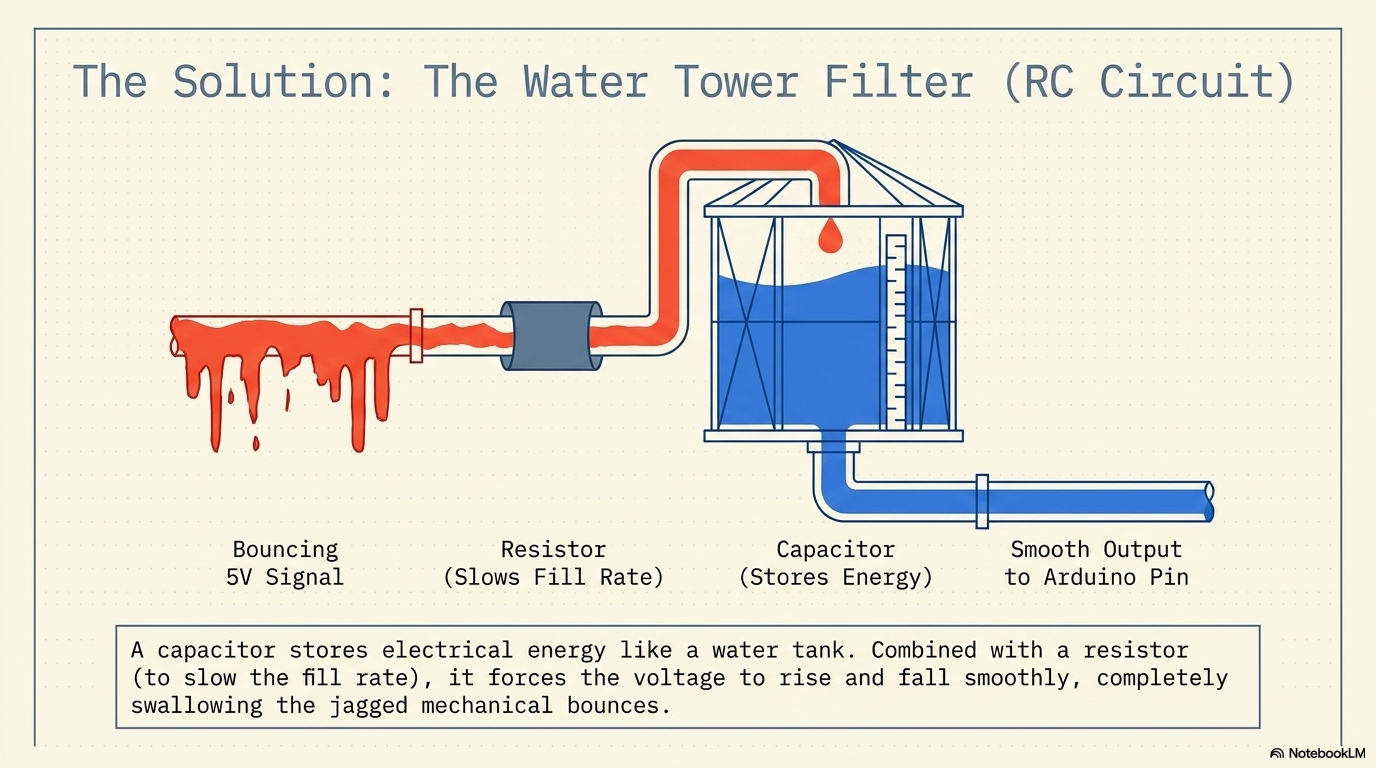 The Solution: The Water Tower Filter (RC Circuit)
Bouncing
5V Signal
Resistor
(Slows Fill Rate)
Capacitor
(Stores Energy)
Smooth Output
to Arduino Pin
A capacitor stores electrical energy like a water tank. Combined with a resistor
(to slow the fill rate), it forces the voltage to rise and fall smoothly, completely
swallowing the jagged mechanical bounces.
NotebookLM